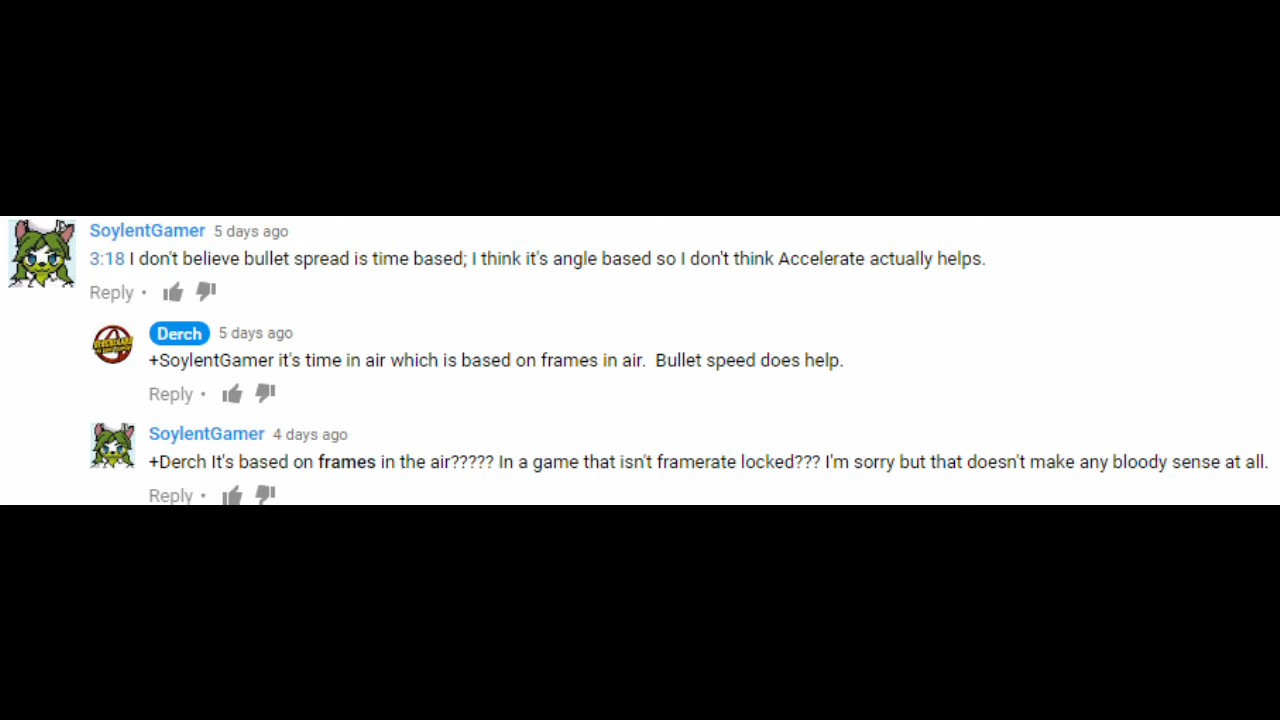 SoylentGamer 5 days ago
3:18 I don't believe bullet spread is time based; I think it's angle based so I don't think Accelerate actually helps.
Reply •
Derch 5 days ago
+SoylentGamer it's time in air which is based on frames in air.  Bullet speed does help.
Reply •
SoylentGamer 4 days ago
+Derch It's based on frames in the air????? In a game that isn't framerate locked??? I'm sorry but that doesn't make any bloody sense at all.
Reply •